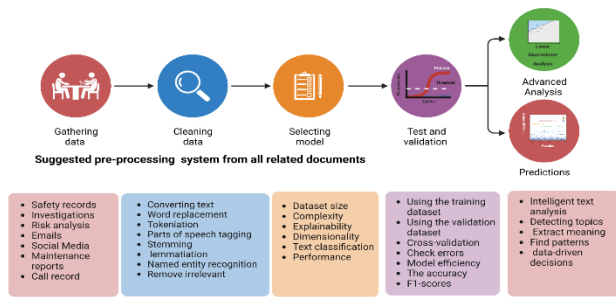 Gathering
data
Cleaning
data
Selecting
model
Test and
validation
Linear
Discriminant
Analysis
Advanced
Analysis
Predictions
Suggested pre-processing system from all related documents
Safety records
Investigations
Risk analysis
Emails
Social Media
Maintenance
reports
Call record
Converting text
Word replacement
Tokeniation
Parts of speech tagging
Stemming
lemmatiation
Named entity recognition
Remove irrelevant
Dataset size
Complexity
Explainability
Dimensionality
Text classification
Performance
Using the training
dataset
Using the validation
dataset
Cross-validation
Check errors
Model efficiency
The accuracy
F1-scores
Intelligent text
analysis
Detecting topics
Extract meaning
Find patterns
data-driven
decisions